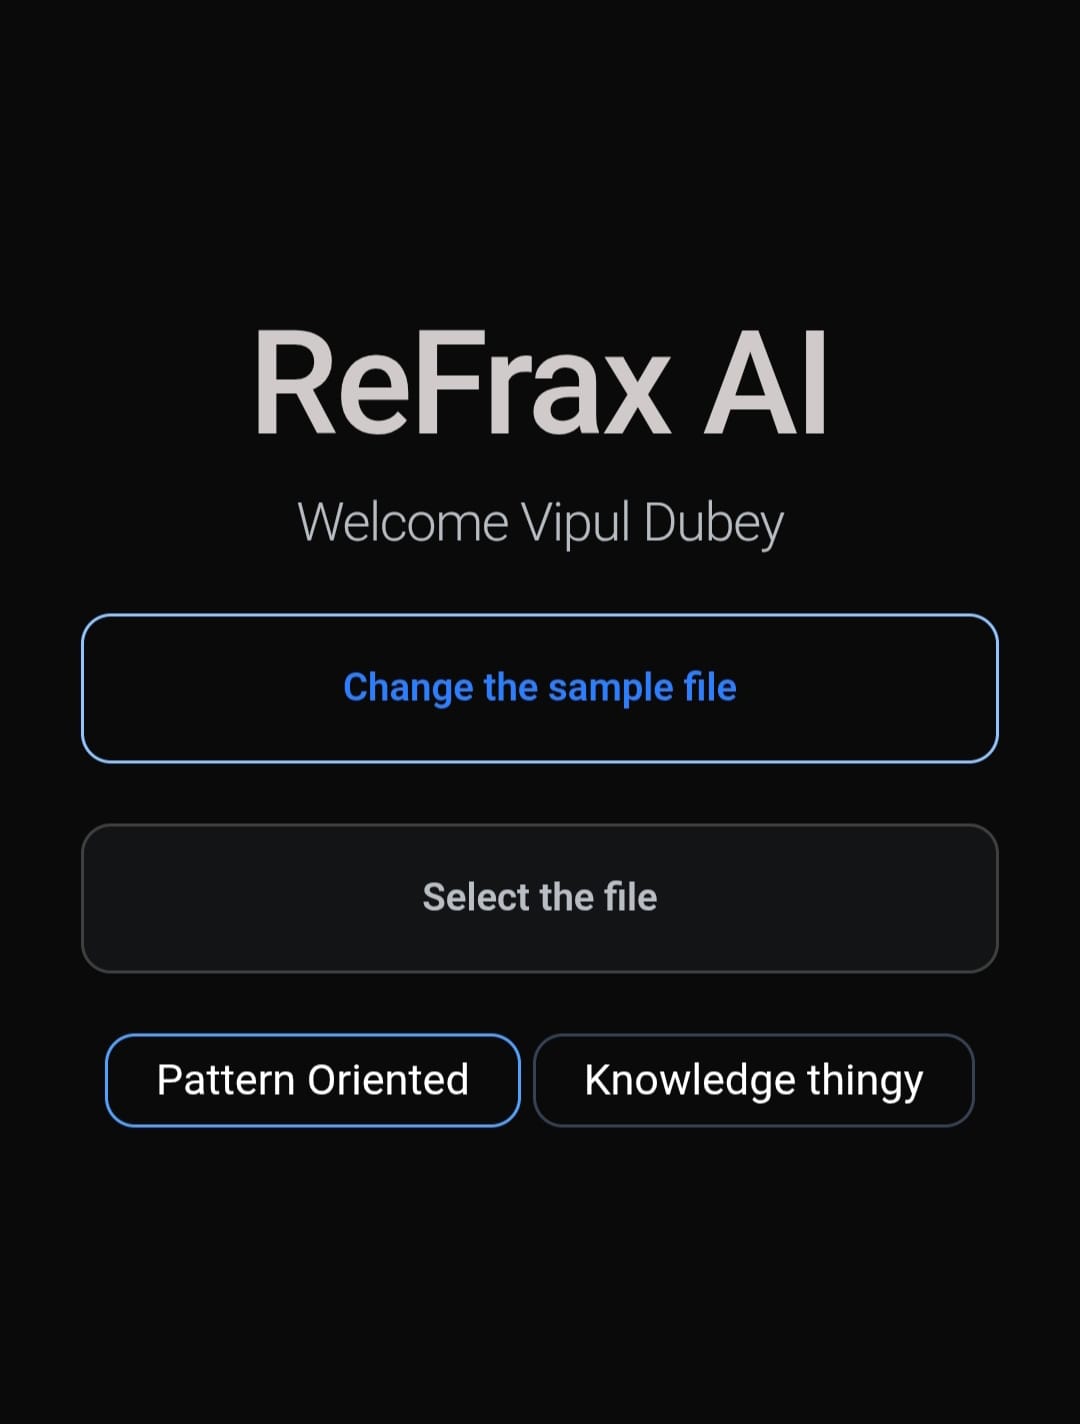 ReFrax AI
Welcome Vipul Dubey
Change the sample file
Select the file
Pattern Oriented
Knowledge thingy